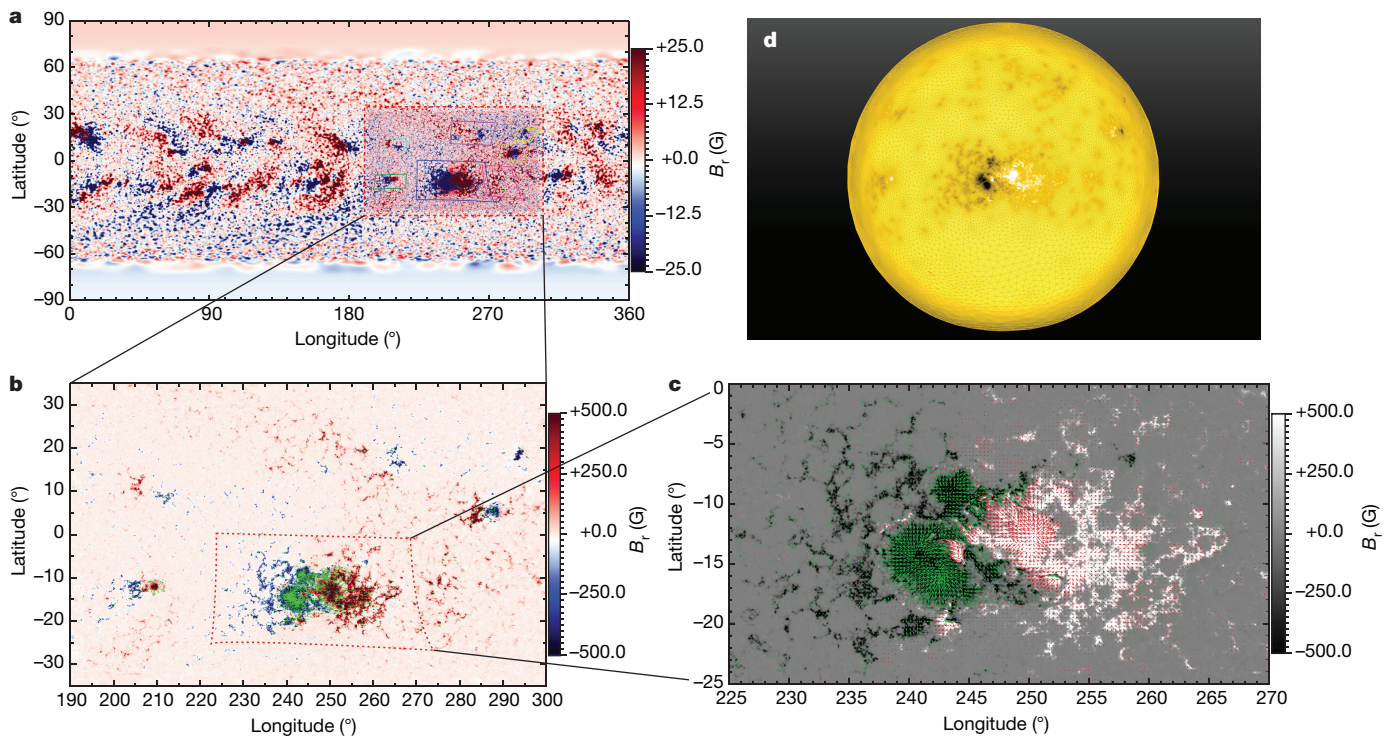 a
90
60
30
0
−30
−60
−90
Latitude (°)
0 90 180 270 360
Longitude (°)
+25.0
+12.5
+0.0
−12.5
−25.0
B_r (G)
d
b
30
20
10
0
−10
−20
−30
Latitude (°)
190 200 210 220 230 240 250 260 270 280 290 300
Longitude (°)
+500.0
+250.0
+0.0
−250.0
−500.0
B_r (G)
c
0
−5
−10
−15
−20
−25
Latitude (°)
225 230 235 240 245 250 255 260 265 270
Longitude (°)
+500.0
+250.0
+0.0
−250.0
−500.0
B_r (G)